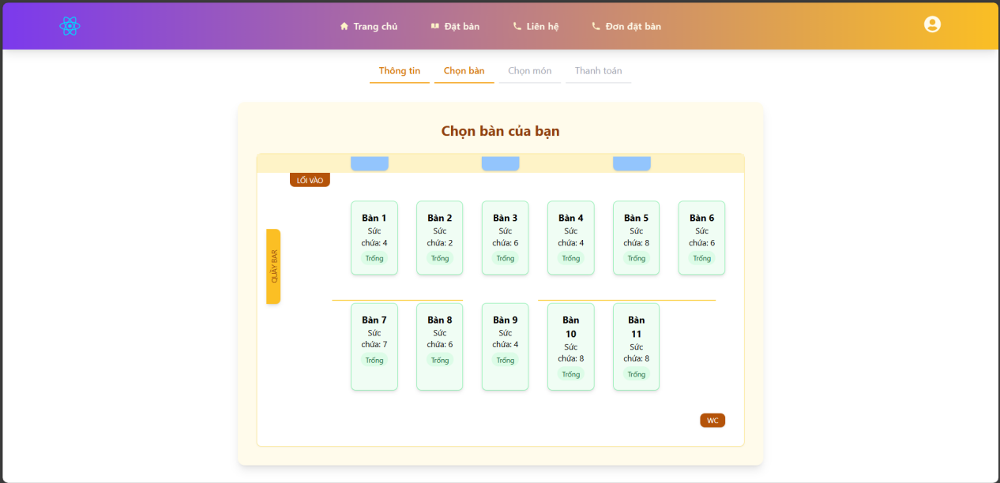 Trang chủ
Đặt bàn
Liên hệ
Đơn đặt bàn
Thông tin
Chọn bàn
Chọn món
Thanh toán
Chọn bàn của bạn
LỐI VÀO
QUẦY BAR
Bàn 1
Sức
chứa: 4
Trống
Bàn 2
Sức
chứa: 2
Trống
Bàn 3
Sức
chứa: 6
Trống
Bàn 4
Sức
chứa: 4
Trống
Bàn 5
Sức
chứa: 8
Trống
Bàn 6
Sức
chứa: 6
Trống
Bàn 7
Sức
chứa: 7
Trống
Bàn 8
Sức
chứa: 6
Trống
Bàn 9
Sức
chứa: 4
Trống
Bàn
10
Sức
chứa: 8
Trống
Bàn
11
Sức
chứa: 8
Trống
WC